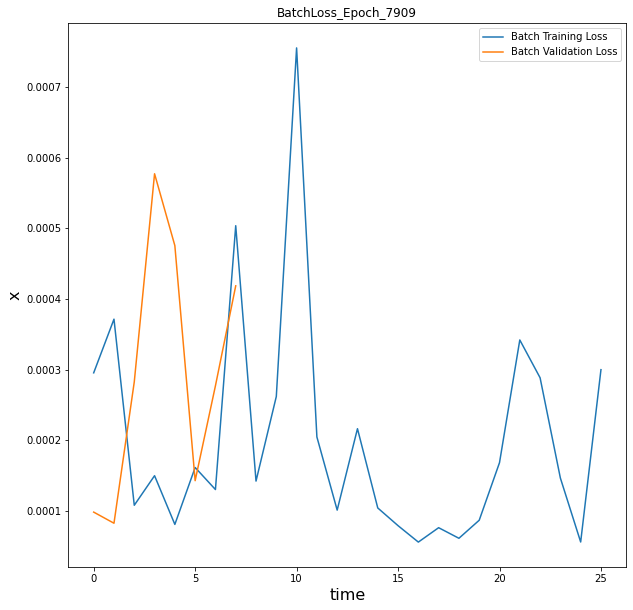 BatchLoss_Epoch_7909
Batch Training Loss
Batch Validation Loss
0.0007
0.0006
0.0005
0.0004
0.0003
0.0002
0.0001
x
0
5
10
15
20
25
time